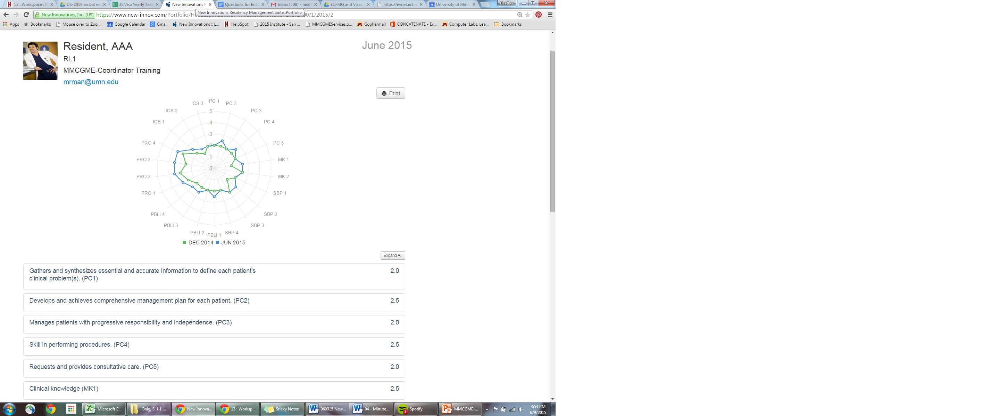 13 : Workspace : M
DS-2019 arrival em
J1 Visa Yearly Task
New Innovations R
Questions for Erica
Inbox (508) - heat
ECFMG and Visas
https://evnet.ecfm
University of Minn
Heather
New Innovations, Inc. [US]
https://www.new-innov.com/Portfolio/Ho
00/1/2015/2
New Innovations Residency Management Suite::Portfolio
Apps
Bookmarks
Mouse over to Zoo...
Google Calendar
Gmail
New Innovations :: L...
HelpSpot
2015 Institute - San ...
MMCGMEServices.o...
Gophermail
CONCATENATE - Ex...
Computer Labs, Lea...
Bookmarks
Resident, AAA
June 2015
RL1
MMCGME-Coordinator Training
mrman@umn.edu
Print
PC 1
PC 2
PC 3
PC 4
PC 5
MK 1
MK 2
SBP 1
SBP 2
SBP 3
SBP 4
PBLI 1
PBLI 2
PBLI 3
PBLI 4
PRO 1
PRO 2
PRO 3
PRO 4
ICS 1
ICS 2
ICS 3
5
4
3
2
1
0
DEC 2014
JUN 2015
Expand All
Gathers and synthesizes essential and accurate information to define each patient's
clinical problem(s). (PC1)
2.0
Develops and achieves comprehensive management plan for each patient. (PC2)
2.5
Manages patients with progressive responsibility and independence. (PC3)
2.0
Skill in performing procedures. (PC4)
2.5
Requests and provides consultative care. (PC5)
2.0
Clinical knowledge (MK1)
2.5
Microsoft E...
Baig, S. J-1 ...
New Innova...
13 : Worksp...
Sticky Notes
060915 New...
04 - Minute...
2
Spotify
MMCGME-...
3:53 PM
6/9/2015